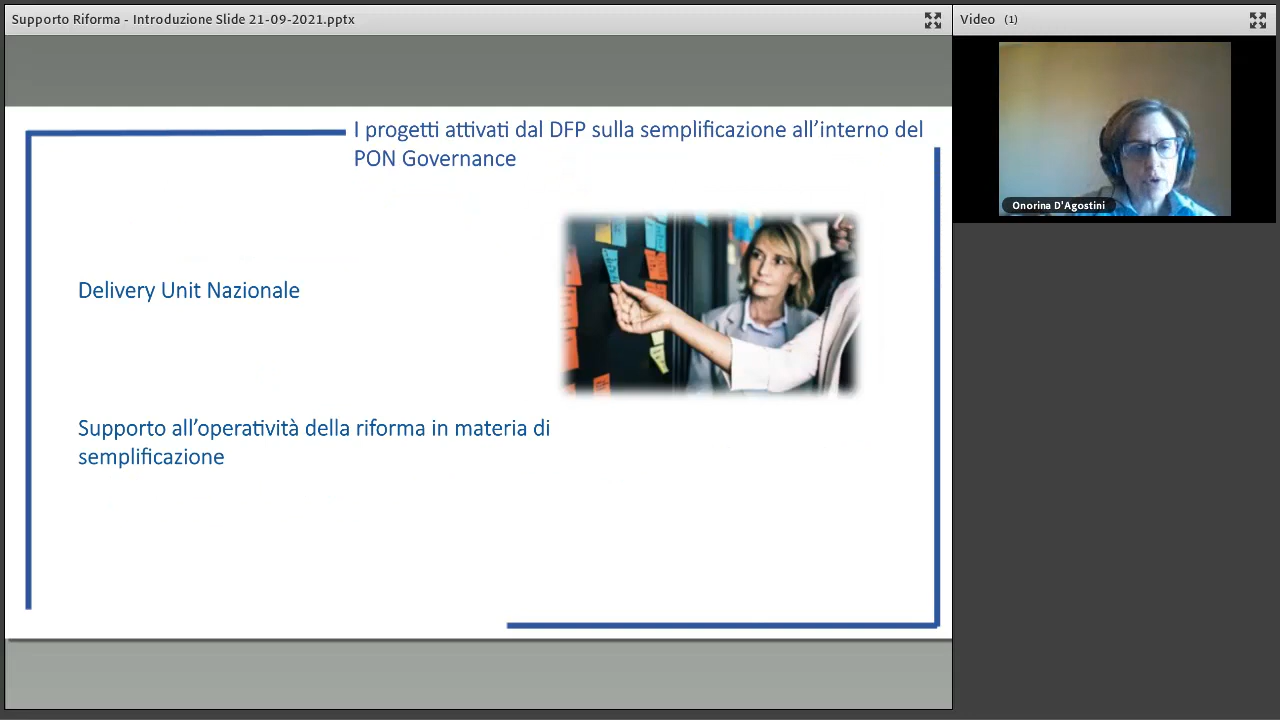 Supporto Riforma - Introduzione Slide 21-09-2021.pptx
Video (1)
I progetti attivati dal DFP sulla semplificazione all’interno del
PON Governance
Onorina D'Agostini
Delivery Unit Nazionale
Supporto all’operatività della riforma in materia di
semplificazione